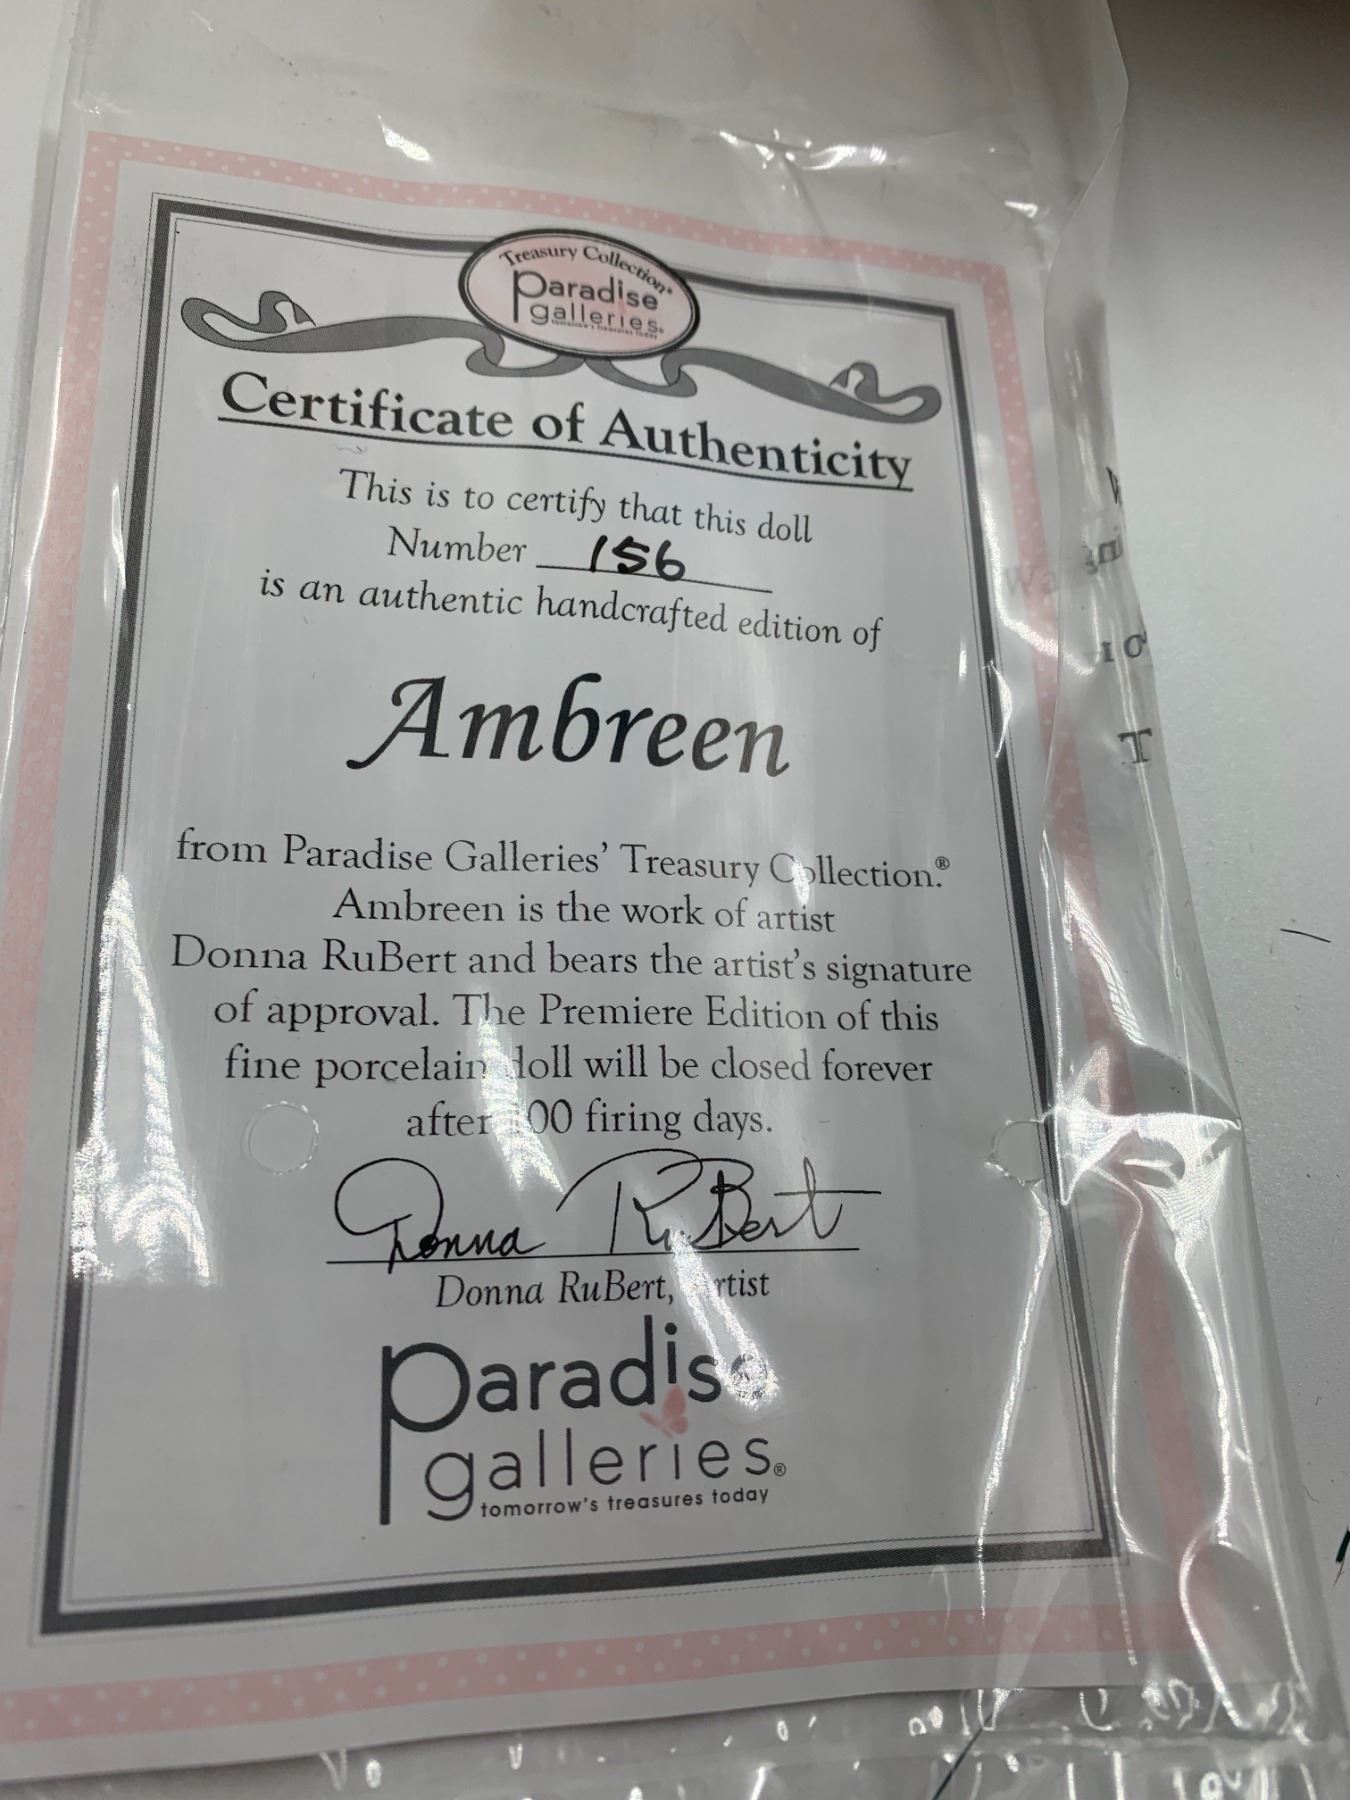 Treasury Collection®
Paradise
galleries®
tomorrow's treasures today
Certificate of Authenticity
This is to certify that this doll
Number 156
is an authentic handcrafted edition of
Ambreen
from Paradise Galleries' Treasury Collection.®
Ambreen is the work of artist
Donna RuBert and bears the artist's signature
of approval. The Premiere Edition of this
fine porcelain doll will be closed forever
after firing days.
Donna RuBert
Donna RuBert, Artist
Paradise
galleries®
tomorrow's treasures today